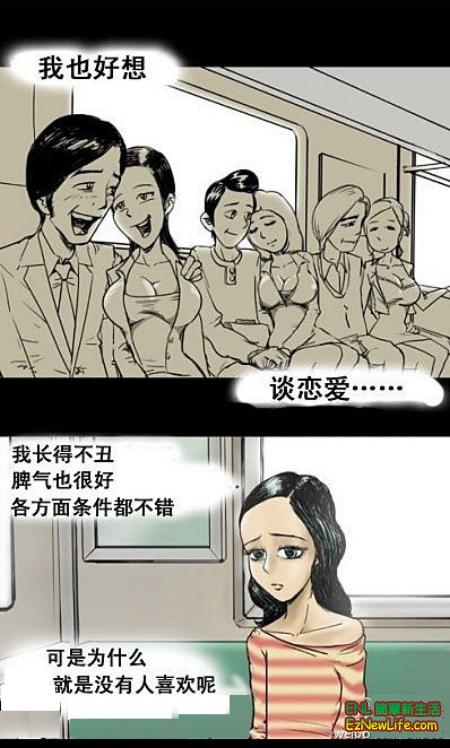 我也好想
谈恋爱……
我长得不丑
脾气也很好
各方面条件都不错
可是为什么
就是没有人喜欢呢
ENL 簡單新生活
EzNewLife.com